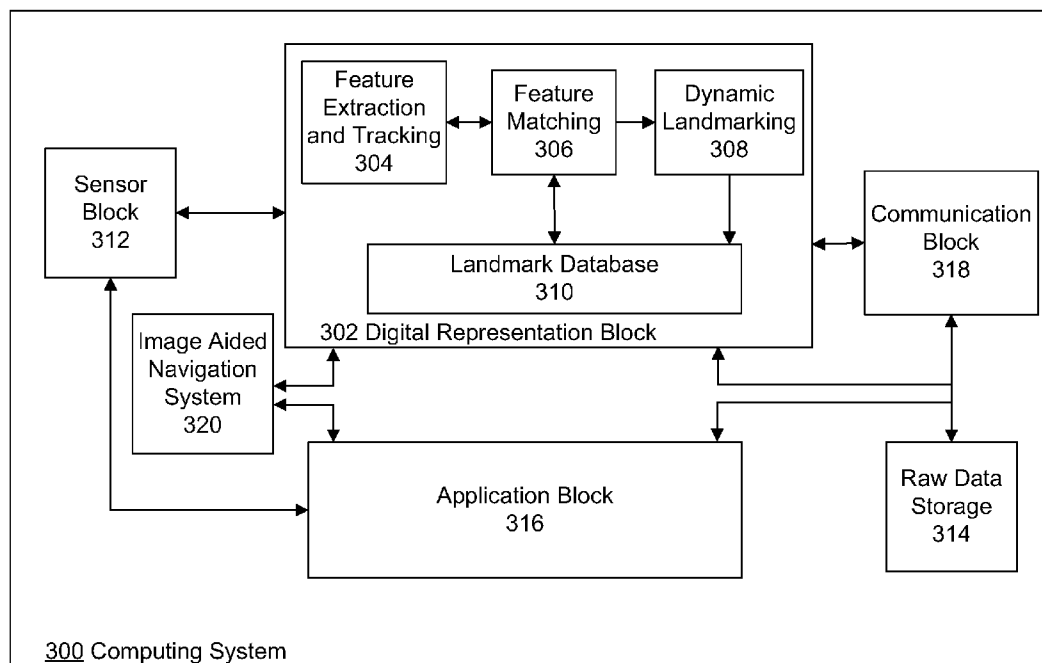 Feature
Extraction
and Tracking
304
Feature
Matching
306
Dynamic
Landmarking
308
Sensor
Block
312
Communication
Block
318
Landmark Database
310
302 Digital Representation Block
Image Aided
Navigation
System
320
Application Block
316
Raw Data
Storage
314
300 Computing System